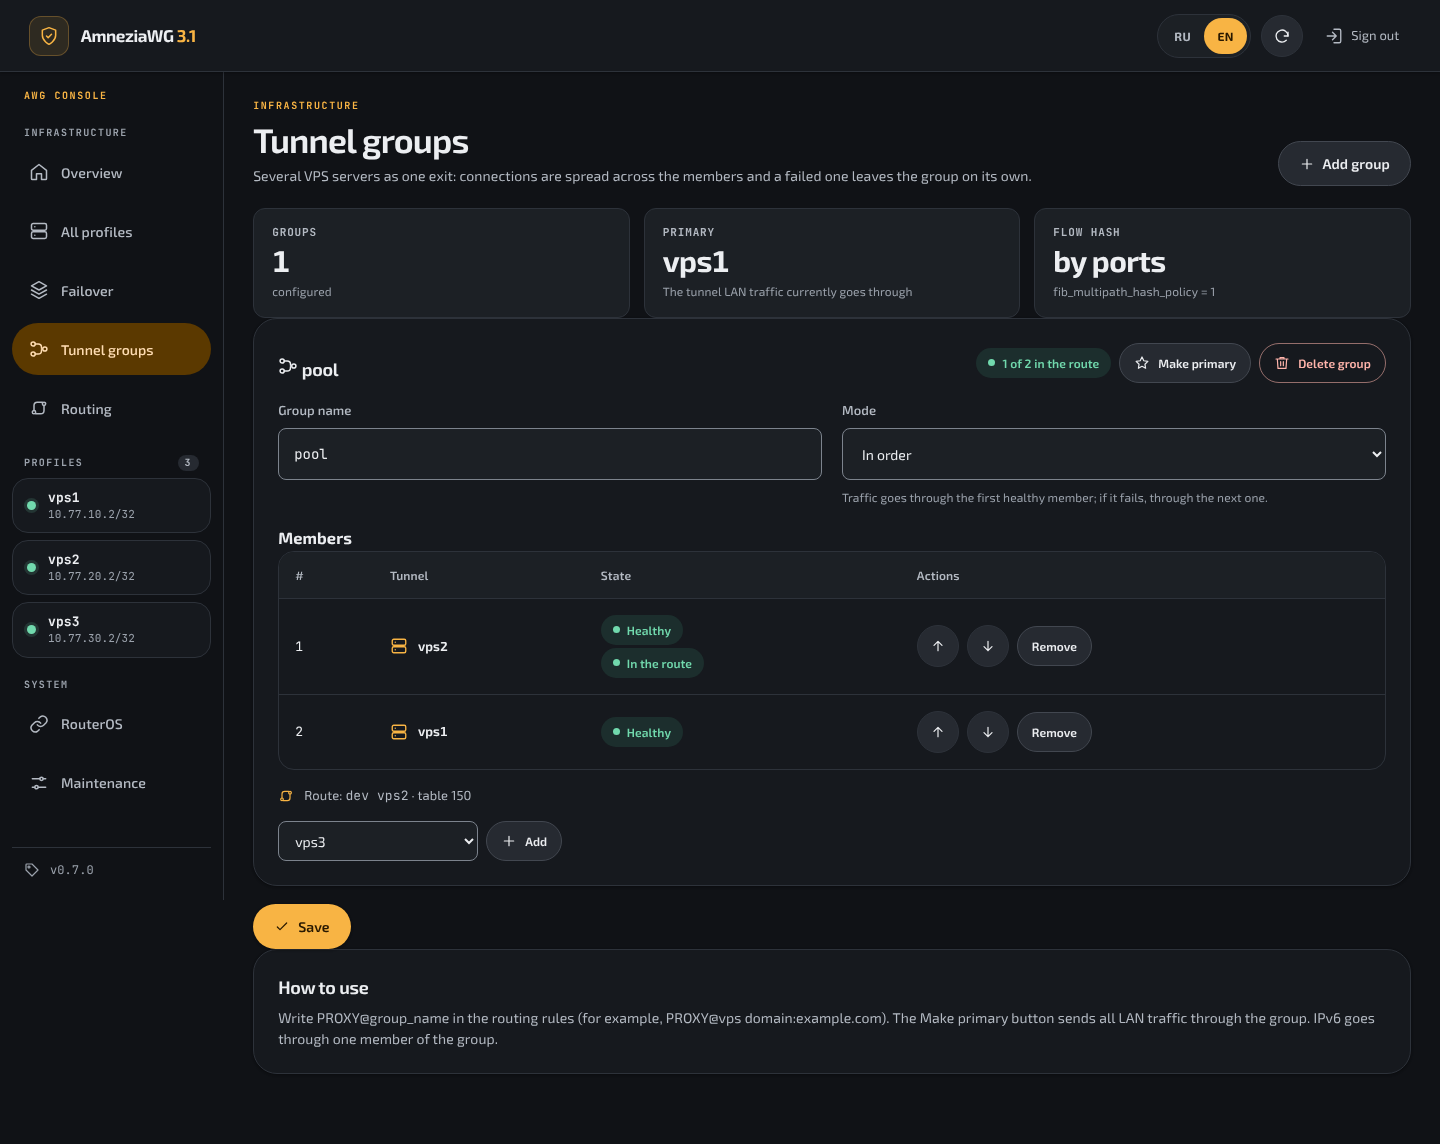 AmneziaWG 3.1
RU
EN
Sign out
AWG CONSOLE
INFRASTRUCTURE
Overview
All profiles
Failover
Tunnel groups
Routing
PROFILES
3
vps1
10.77.10.2/32
vps2
10.77.20.2/32
vps3
10.77.30.2/32
SYSTEM
RouterOS
Maintenance
v0.7.0
INFRASTRUCTURE
Tunnel groups
Several VPS servers as one exit: connections are spread across the members and a failed one leaves the group on its own.
Add group
GROUPS
1
configured
PRIMARY
vps1
The tunnel LAN traffic currently goes through
FLOW HASH
by ports
fib_multipath_hash_policy = 1
pool
1 of 2 in the route
Make primary
Delete group
Group name
pool
Mode
In order
Traffic goes through the first healthy member; if it fails, through the next one.
Members
# Tunnel State Actions
1 vps2 Healthy
In the route
Remove
2 vps1 Healthy Remove
Route: dev vps2 · table 150
vps3
Add
Save
How to use
Write PROXY@group_name in the routing rules (for example, PROXY@vps domain:example.com). The Make primary button sends all LAN traffic through the group. IPv6 goes
through one member of the group.